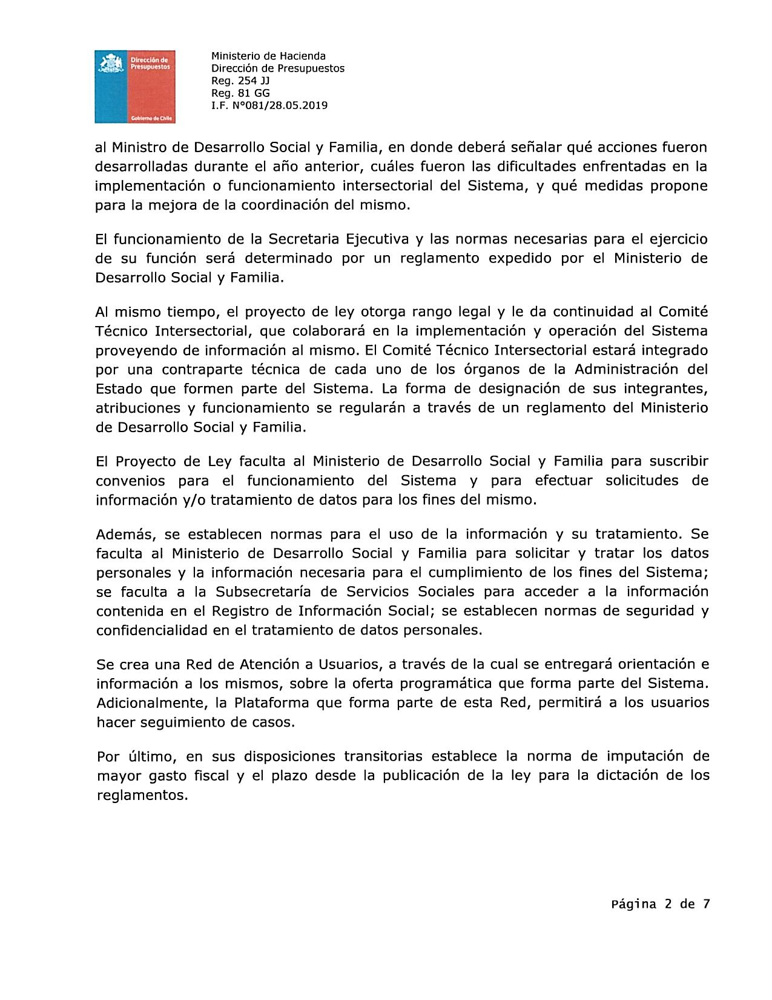 Dirección de
Presupuestos
Gobierno de Chile
Ministerio de Hacienda
Dirección de Presupuestos
Reg. 254 JJ
Reg. 81 GG
I.F. N°081/28.05.2019
al Ministro de Desarrollo Social y Familia, en donde deberá señalar qué acciones fueron
desarrolladas durante el año anterior, cuáles fueron las dificultades enfrentadas en la
implementación o funcionamiento intersectorial del Sistema, y qué medidas propone
para la mejora de la coordinación del mismo.
El funcionamiento de la Secretaria Ejecutiva y las normas necesarias para el ejercicio
de su función será determinado por un reglamento expedido por el Ministerio de
Desarrollo Social y Familia.
Al mismo tiempo, el proyecto de ley otorga rango legal y le da continuidad al Comité
Técnico Intersectorial, que colaborará en la implementación y operación del Sistema
proveyendo de información al mismo. El Comité Técnico Intersectorial estará integrado
por una contraparte técnica de cada uno de los órganos de la Administración del
Estado que formen parte del Sistema. La forma de designación de sus integrantes,
atribuciones y funcionamiento se regularán a través de un reglamento del Ministerio
de Desarrollo Social y Familia.
El Proyecto de Ley faculta al Ministerio de Desarrollo Social y Familia para suscribir
convenios para el funcionamiento del Sistema y para efectuar solicitudes de
información y/o tratamiento de datos para los fines del mismo.
Además, se establecen normas para el uso de la información y su tratamiento. Se
faculta al Ministerio de Desarrollo Social y Familia para solicitar y tratar los datos
personales y la información necesaria para el cumplimiento de los fines del Sistema;
se faculta a la Subsecretaría de Servicios Sociales para acceder a la información
contenida en el Registro de Información Social; se establecen normas de seguridad y
confidencialidad en el tratamiento de datos personales.
Se crea una Red de Atención a Usuarios, a través de la cual se entregará orientación e
información a los mismos, sobre la oferta programática que forma parte del Sistema.
Adicionalmente, la Plataforma que forma parte de esta Red, permitirá a los usuarios
hacer seguimiento de casos.
Por último, en sus disposiciones transitorias establece la norma de imputación de
mayor gasto fiscal y el plazo desde la publicación de la ley para la dictación de los
reglamentos.
Página 2 de 7